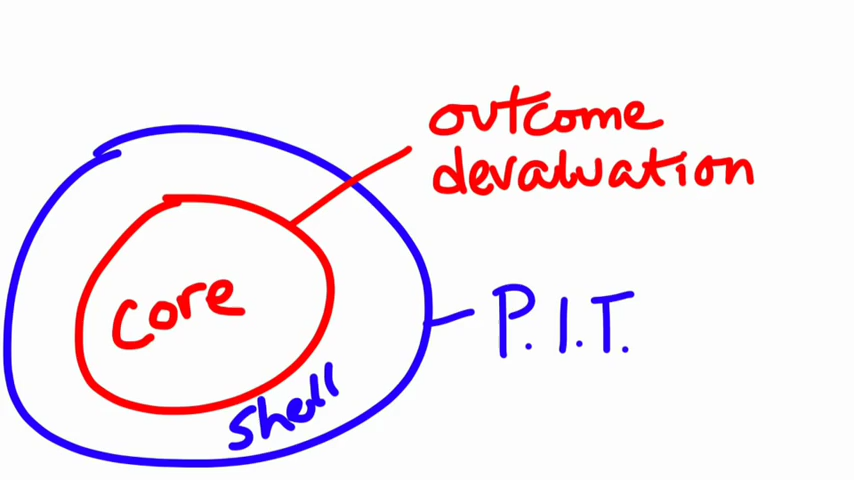 outcome
devaluation
core
P.I.T.
shell